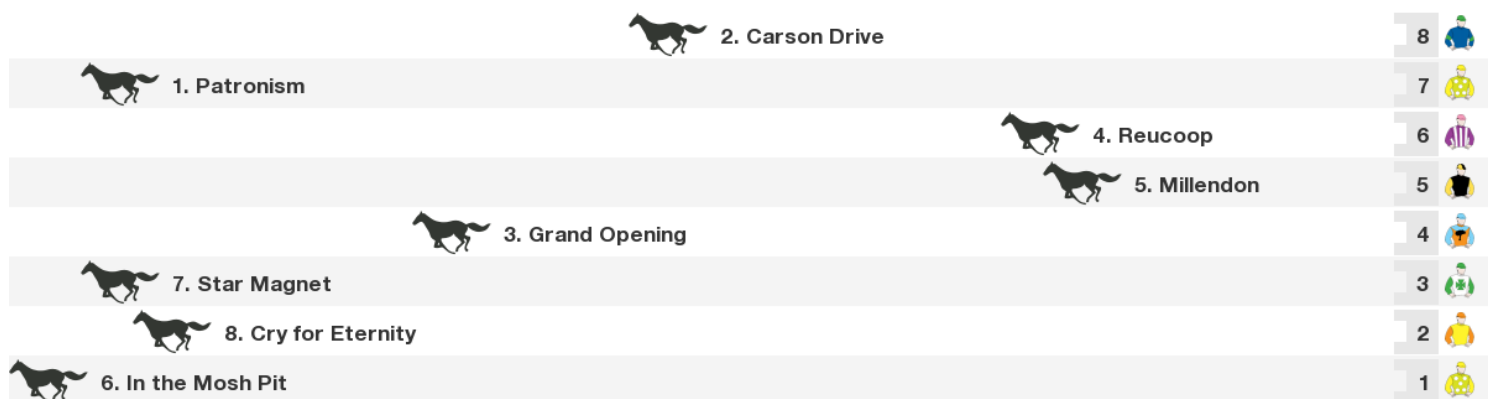 2. Carson Drive 8
1. Patronism 7
4. Reucoop 6
5. Millendon 5
3. Grand Opening 4
7. Star Magnet 3
8. Cry for Eternity 2
6. In the Mosh Pit 1